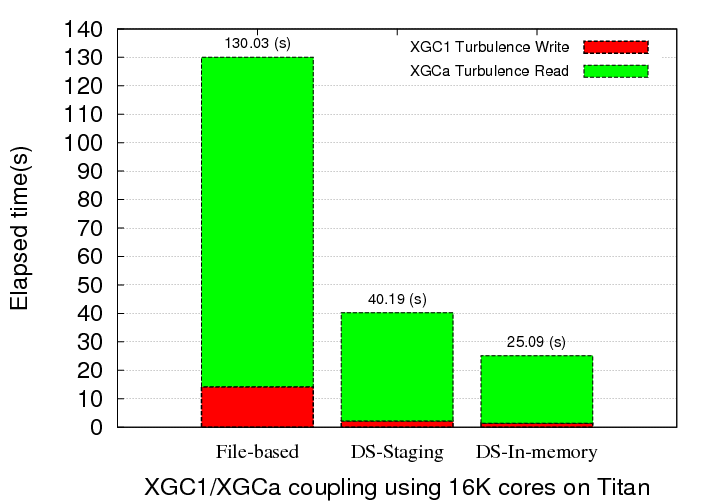 140
130
120
110
100
90
80
70
60
50
40
30
20
10
0
Elapsed time(s)
130.03 (s)
40.19 (s)
25.09 (s)
XGC1 Turbulence Write
XGCa Turbulence Read
File-based
DS-Staging
DS-In-memory
XGC1/XGCa coupling using 16K cores on Titan